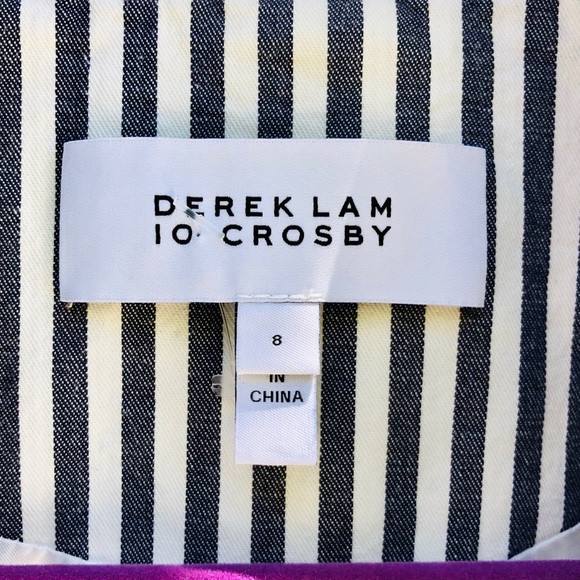 DEREK LAM
10 CROSBY
8
IN
CHINA